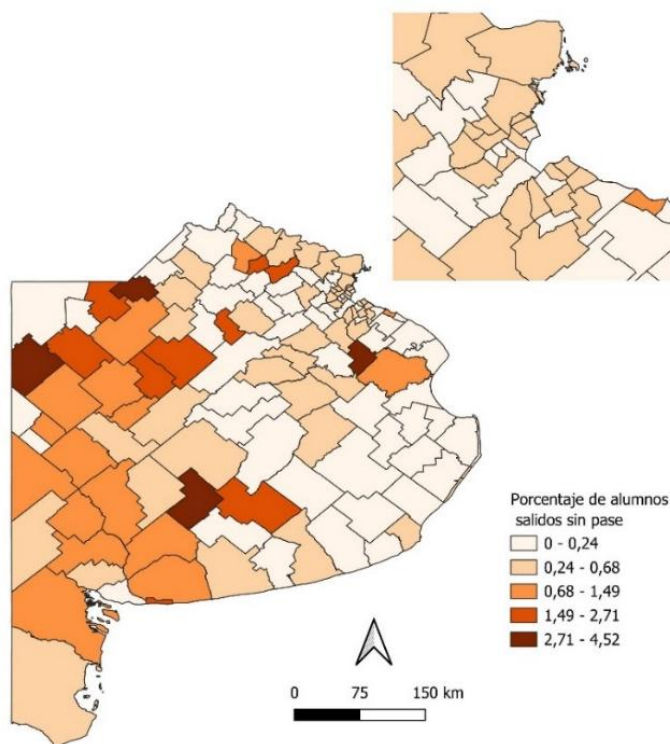 Porcentaje de alumnos
salidos sin pase
0 - 0,24
0,24 - 0,68
0,68 - 1,49
1,49 - 2,71
2,71 - 4,52
0 75 150 km